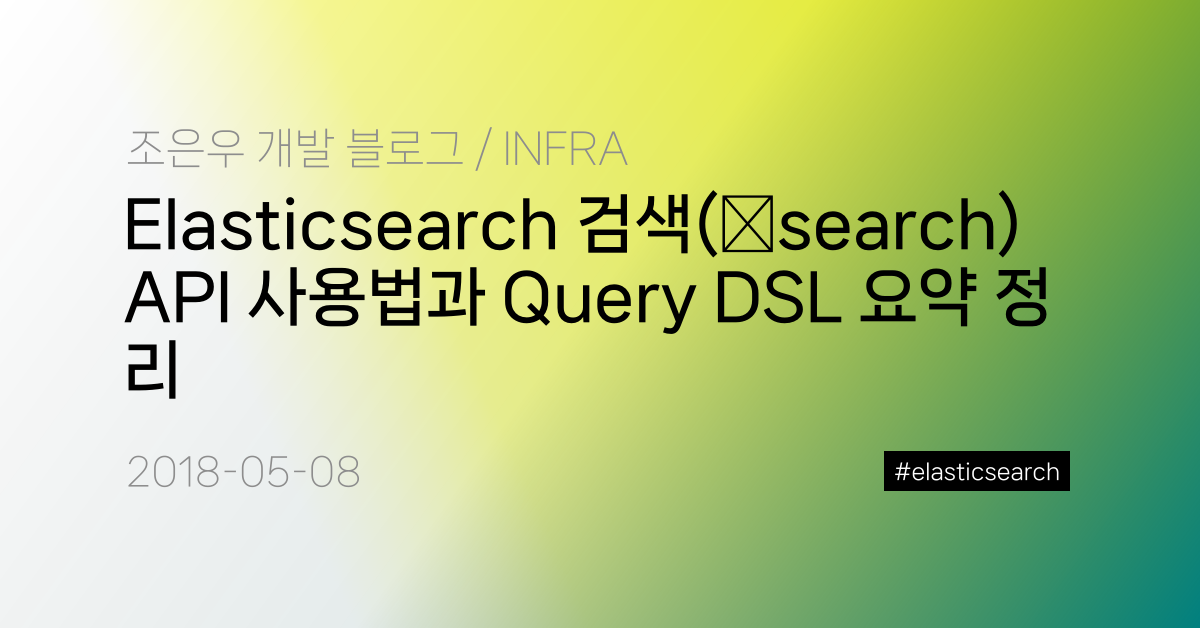 조은우 개발 블로그 / INFRA
Elasticsearch 검색(☒search)
API 사용법과 Query DSL 요약 정
리
2018-05-08
#elasticsearch